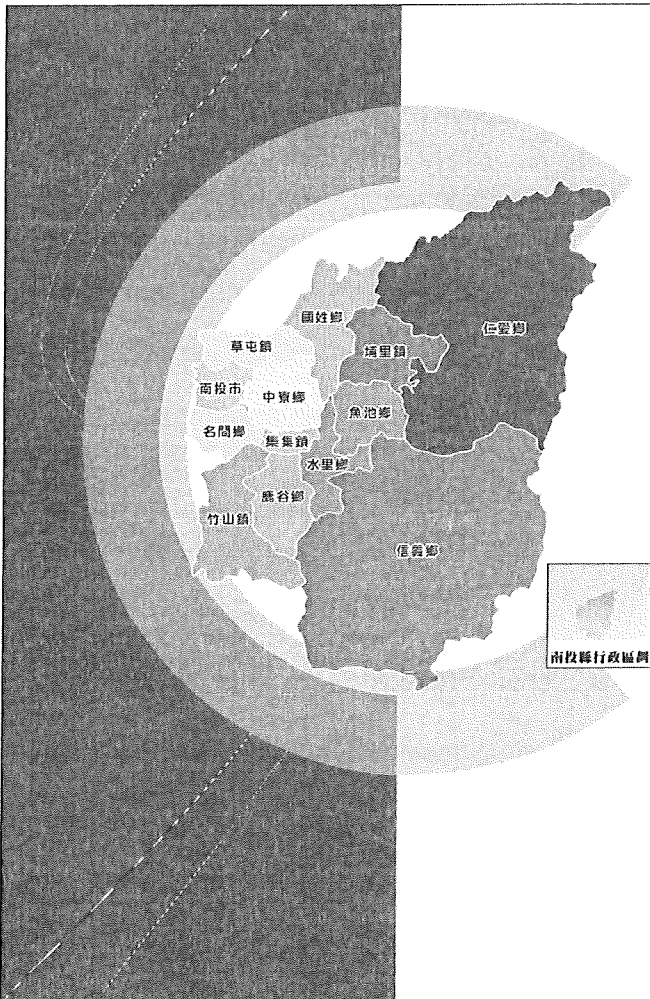 國姓鄉
仁愛鄉
草屯鎮
埔里鎮
南投市
中寮鄉
魚池鄉
名間鄉
集集鎮
水里鄉
鹿谷鄉
竹山鎮
信義鄉
南投縣行政區圖